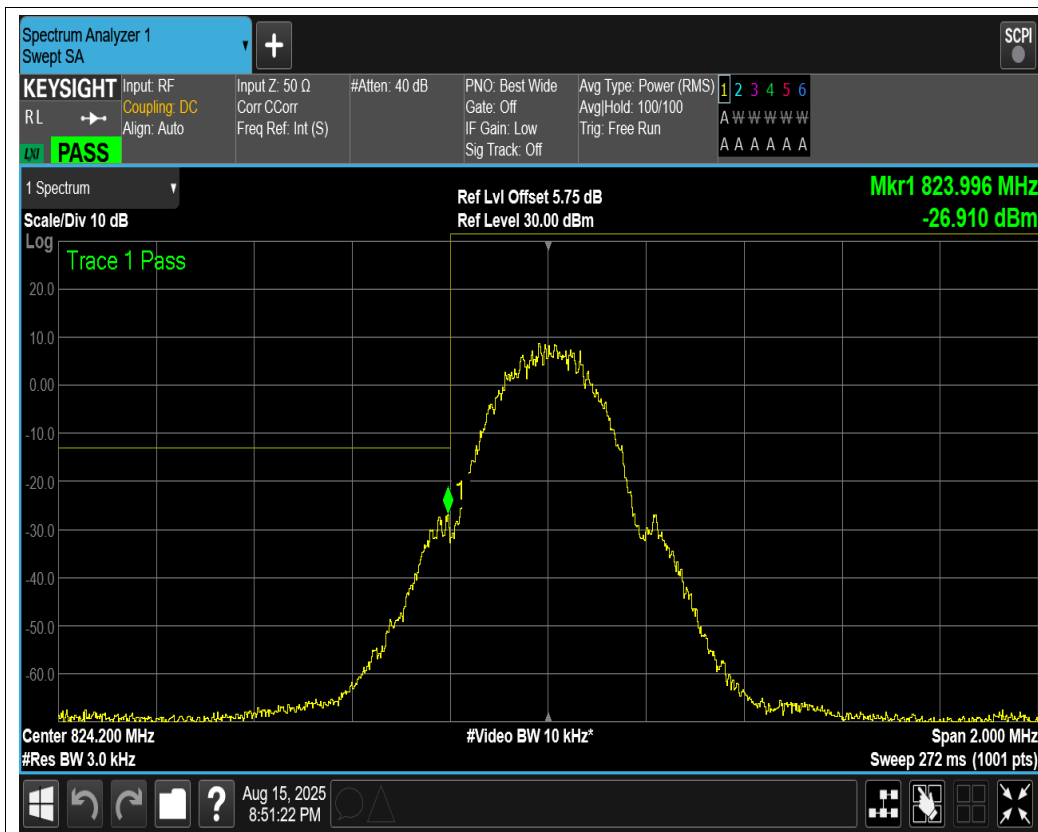 Spectrum Analyzer 1
Swept SA
+
SCPI
KEYSIGHT
RL
LXI
PASS
Input: RF
Coupling: DC
Align: Auto
Input Z: 50 Ω
Corr CCorr
Freq Ref: Int (S)
#Atten: 40 dB
PNO: Best Wide
Gate: Off
IF Gain: Low
Sig Track: Off
Avg Type: Power (RMS)
Avg|Hold: 100/100
Trig: Free Run
1 2 3 4 5 6
A W W W W W
A A A A A A
1 Spectrum
Scale/Div 10 dB
Ref Lvl Offset 5.75 dB
Ref Level 30.00 dBm
Mkr1 823.996 MHz
-26.910 dBm
Log
Trace 1 Pass
20.0
10.0
0.00
-10.0
-20.0
1
-30.0
-40.0
-50.0
-60.0
Center 824.200 MHz
#Video BW 10 kHz*
Span 2.000 MHz
#Res BW 3.0 kHz
Sweep 272 ms (1001 pts)
?
Aug 15, 2025
8:51:22 PM